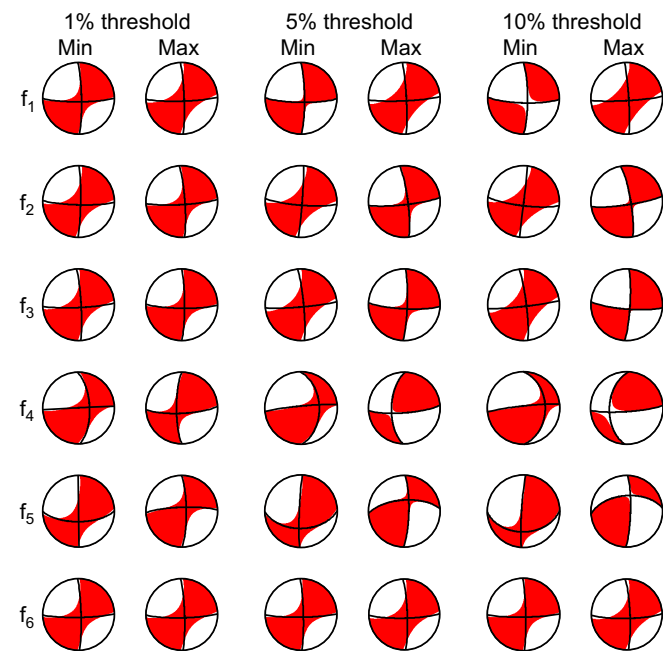 1% threshold 5% threshold 10% threshold
Min Max Min Max Min Max
f1
f2
f3
f4
f5
f6